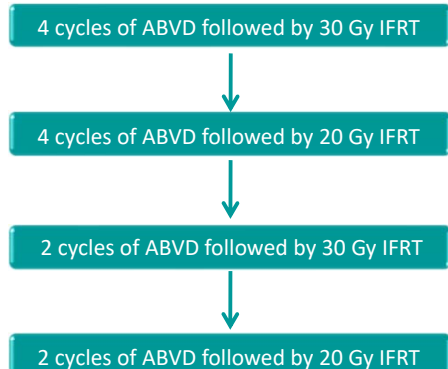 4 cycles of ABVD followed by 30 Gy IFRT
4 cycles of ABVD followed by 20 Gy IFRT
2 cycles of ABVD followed by 30 Gy IFRT
2 cycles of ABVD followed by 20 Gy IFRT